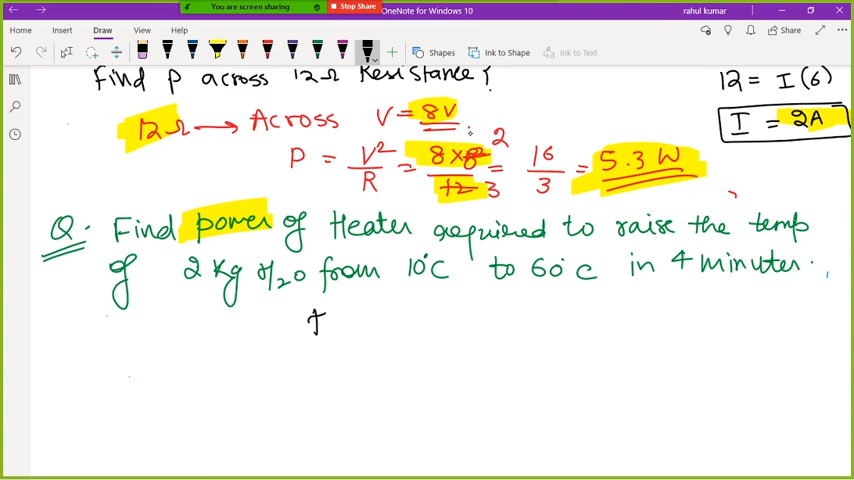 You are screen sharing
Stop Share
OneNote for Windows 10
rahul kumar
Home Insert Draw View Help
Share
Shapes Ink to Shape Ink to Text
Find P across 12Ω Resistance?
12 = I(6)
I = 2A
12Ω → Across V = 8V
P = V²/R = 8×8/12 2/3 = 16/3 = 5.3 W
Q. Find power of Heater required to raise the temp
of 2 Kg H₂O from 10°C to 60°C in 4 minutes.